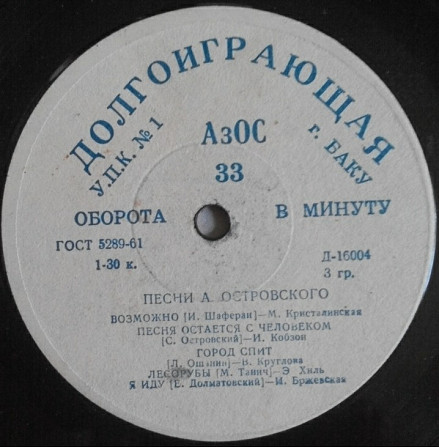 ДОЛГОИГРАЮЩАЯ
У.П.К. № 1
АзОС
г. БАКУ
33
ОБОРОТА В МИНУТУ
ГОСТ 5289-61
Д-16004
1-30 к.
3 гр.
ПЕСНИ А. ОСТРОВСКОГО
ВОЗМОЖНО [И. Шаферан]—М. Кристалинская
ПЕСНЯ ОСТАЕТСЯ С ЧЕЛОВЕКОМ
[С. Островский]—И. Кобзон
ГОРОД СПИТ
[Л. Ошанин]—В. Круглова
ЛЕСОРУБЫ [М. Танич]—Э. Хиль
Я ИДУ [Е. Долматовский]—И. Бржевская